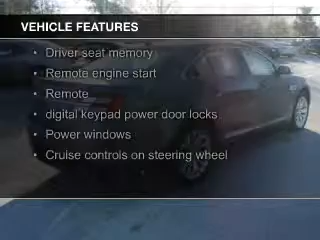 VEHICLE FEATURES
• Driver seat memory
• Remote engine start
• Remote
• digital keypad power door locks
• Power windows
• Cruise controls on steering wheel